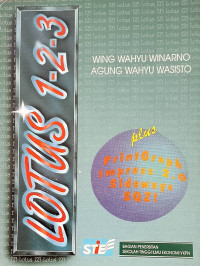 WING WAHYU WINARNO
AGUNG WAHYU WASISTO
LOTUS 1-2-3
plus
PrintGraph
Impress 2.0
Sideways
4021
STIE
BAGIAN PENERBITAN
SEKOLAH TINGGI ILMU EKONOMI YKPN